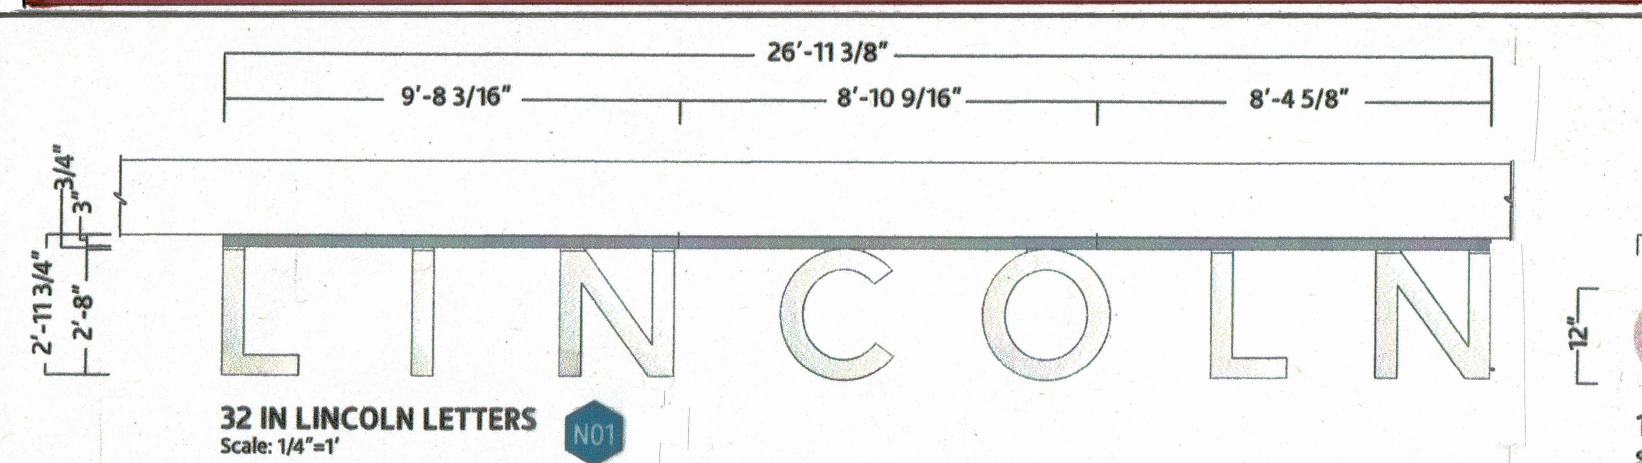 26'-11 3/8"
9'-8 3/16" 8'-10 9/16" 8'-4 5/8"
3/4"
3"
2'-11 3/4"
2'-8"
LINCOLN
12"
32 IN LINCOLN LETTERS
N01
Scale: 1/4"=1'